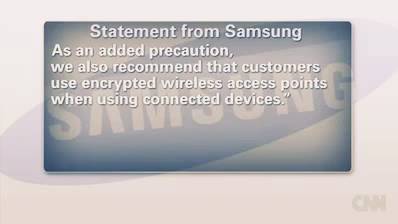 Statement from Samsung
As an added precaution,
we also recommend that customers
use encrypted wireless access points
when using connected devices.”
SAMSUNG
CNN